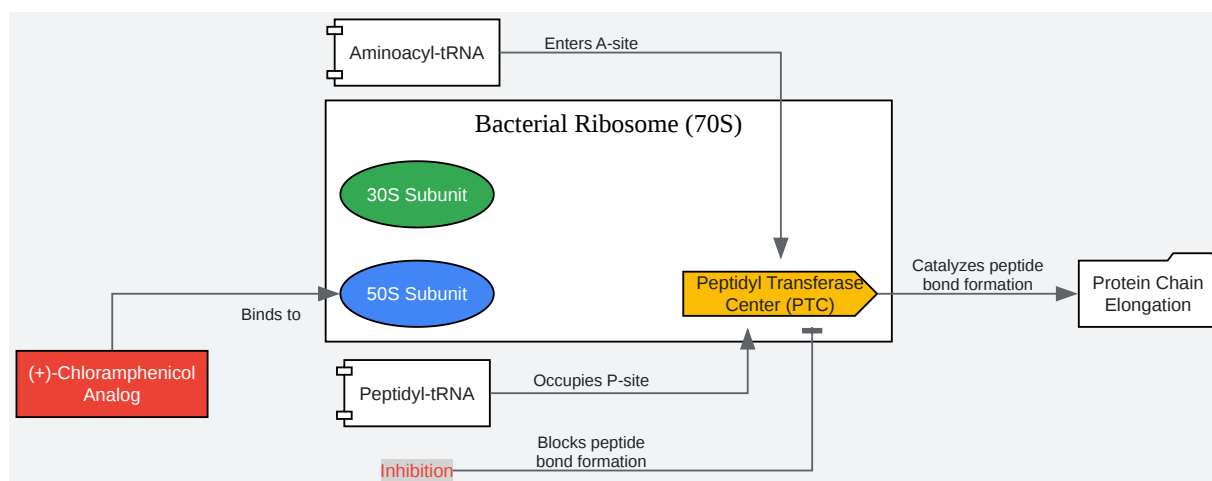 Aminoacyl-tRNA
Enters A-site
Bacterial Ribosome (70S)
30S Subunit
50S Subunit
Binds to
(+)-Chloramphenicol
Analog
Peptidyl Transferase
Center (PTC)
Catalyzes peptide
bond formation
Protein Chain
Elongation
Peptidyl-tRNA
Occupies P-site
Blocks peptide
bond formation
Inhibition